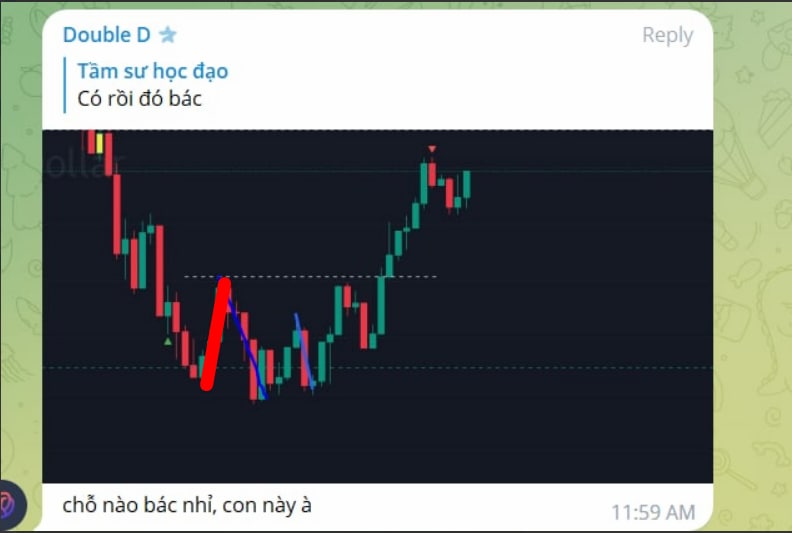 Double D
Reply
Tầm sư học đạo
Có rồi đó bác
ollar
chỗ nào bác nhỉ, con này à
11:59 AM